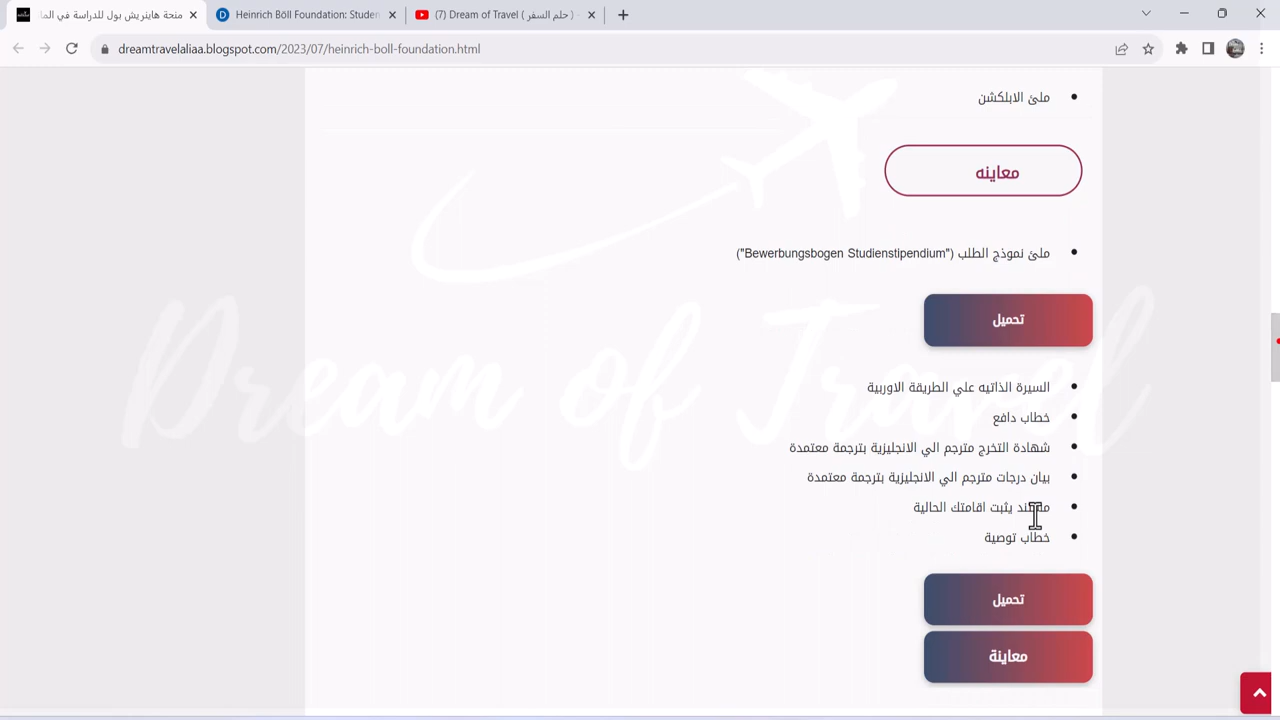 منحة هاينريش بول للدراسة في الما
Heinrich Böll Foundation: Studen
(7) Dream of Travel ( حلم السفر ) -
dreamtravelaliaa.blogspot.com/2023/07/heinrich-boll-foundation.html
ملئ الابلكشن
معاينه
ملئ نموذج الطلب ("Bewerbungsbogen Studienstipendium")
تحميل
السيرة الذاتيه علي الطريقة الاوربية
خطاب دافع
شهادة التخرج مترجم الي الانجليزية بترجمة معتمدة
بيان درجات مترجم الي الانجليزية بترجمة معتمدة
يثبت اقامتك الحالية
خطاب توصية
تحميل
معاينة
Dream of Travel